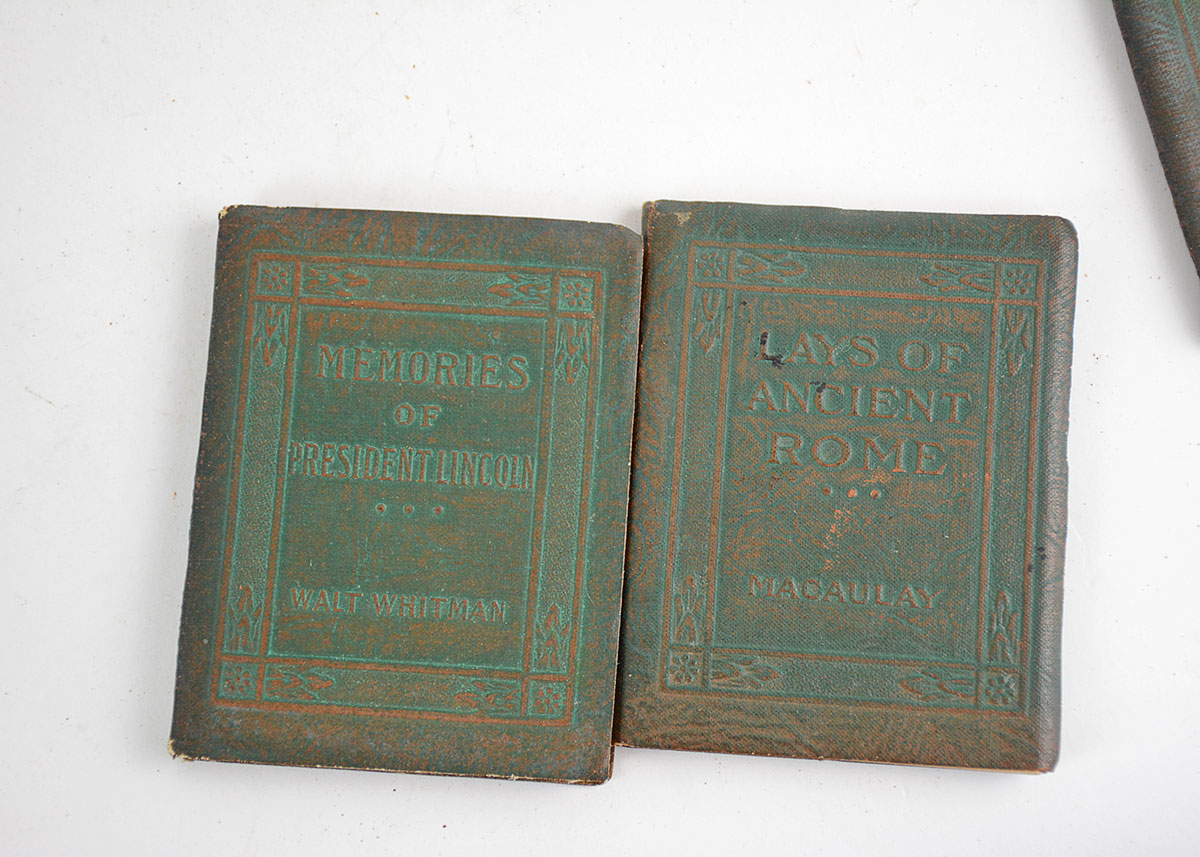 MEMORIES
OF
PRESIDENT LINCOLN
WALT WHITMAN
LAYS OF
ANCIENT
ROME
MACAULAY